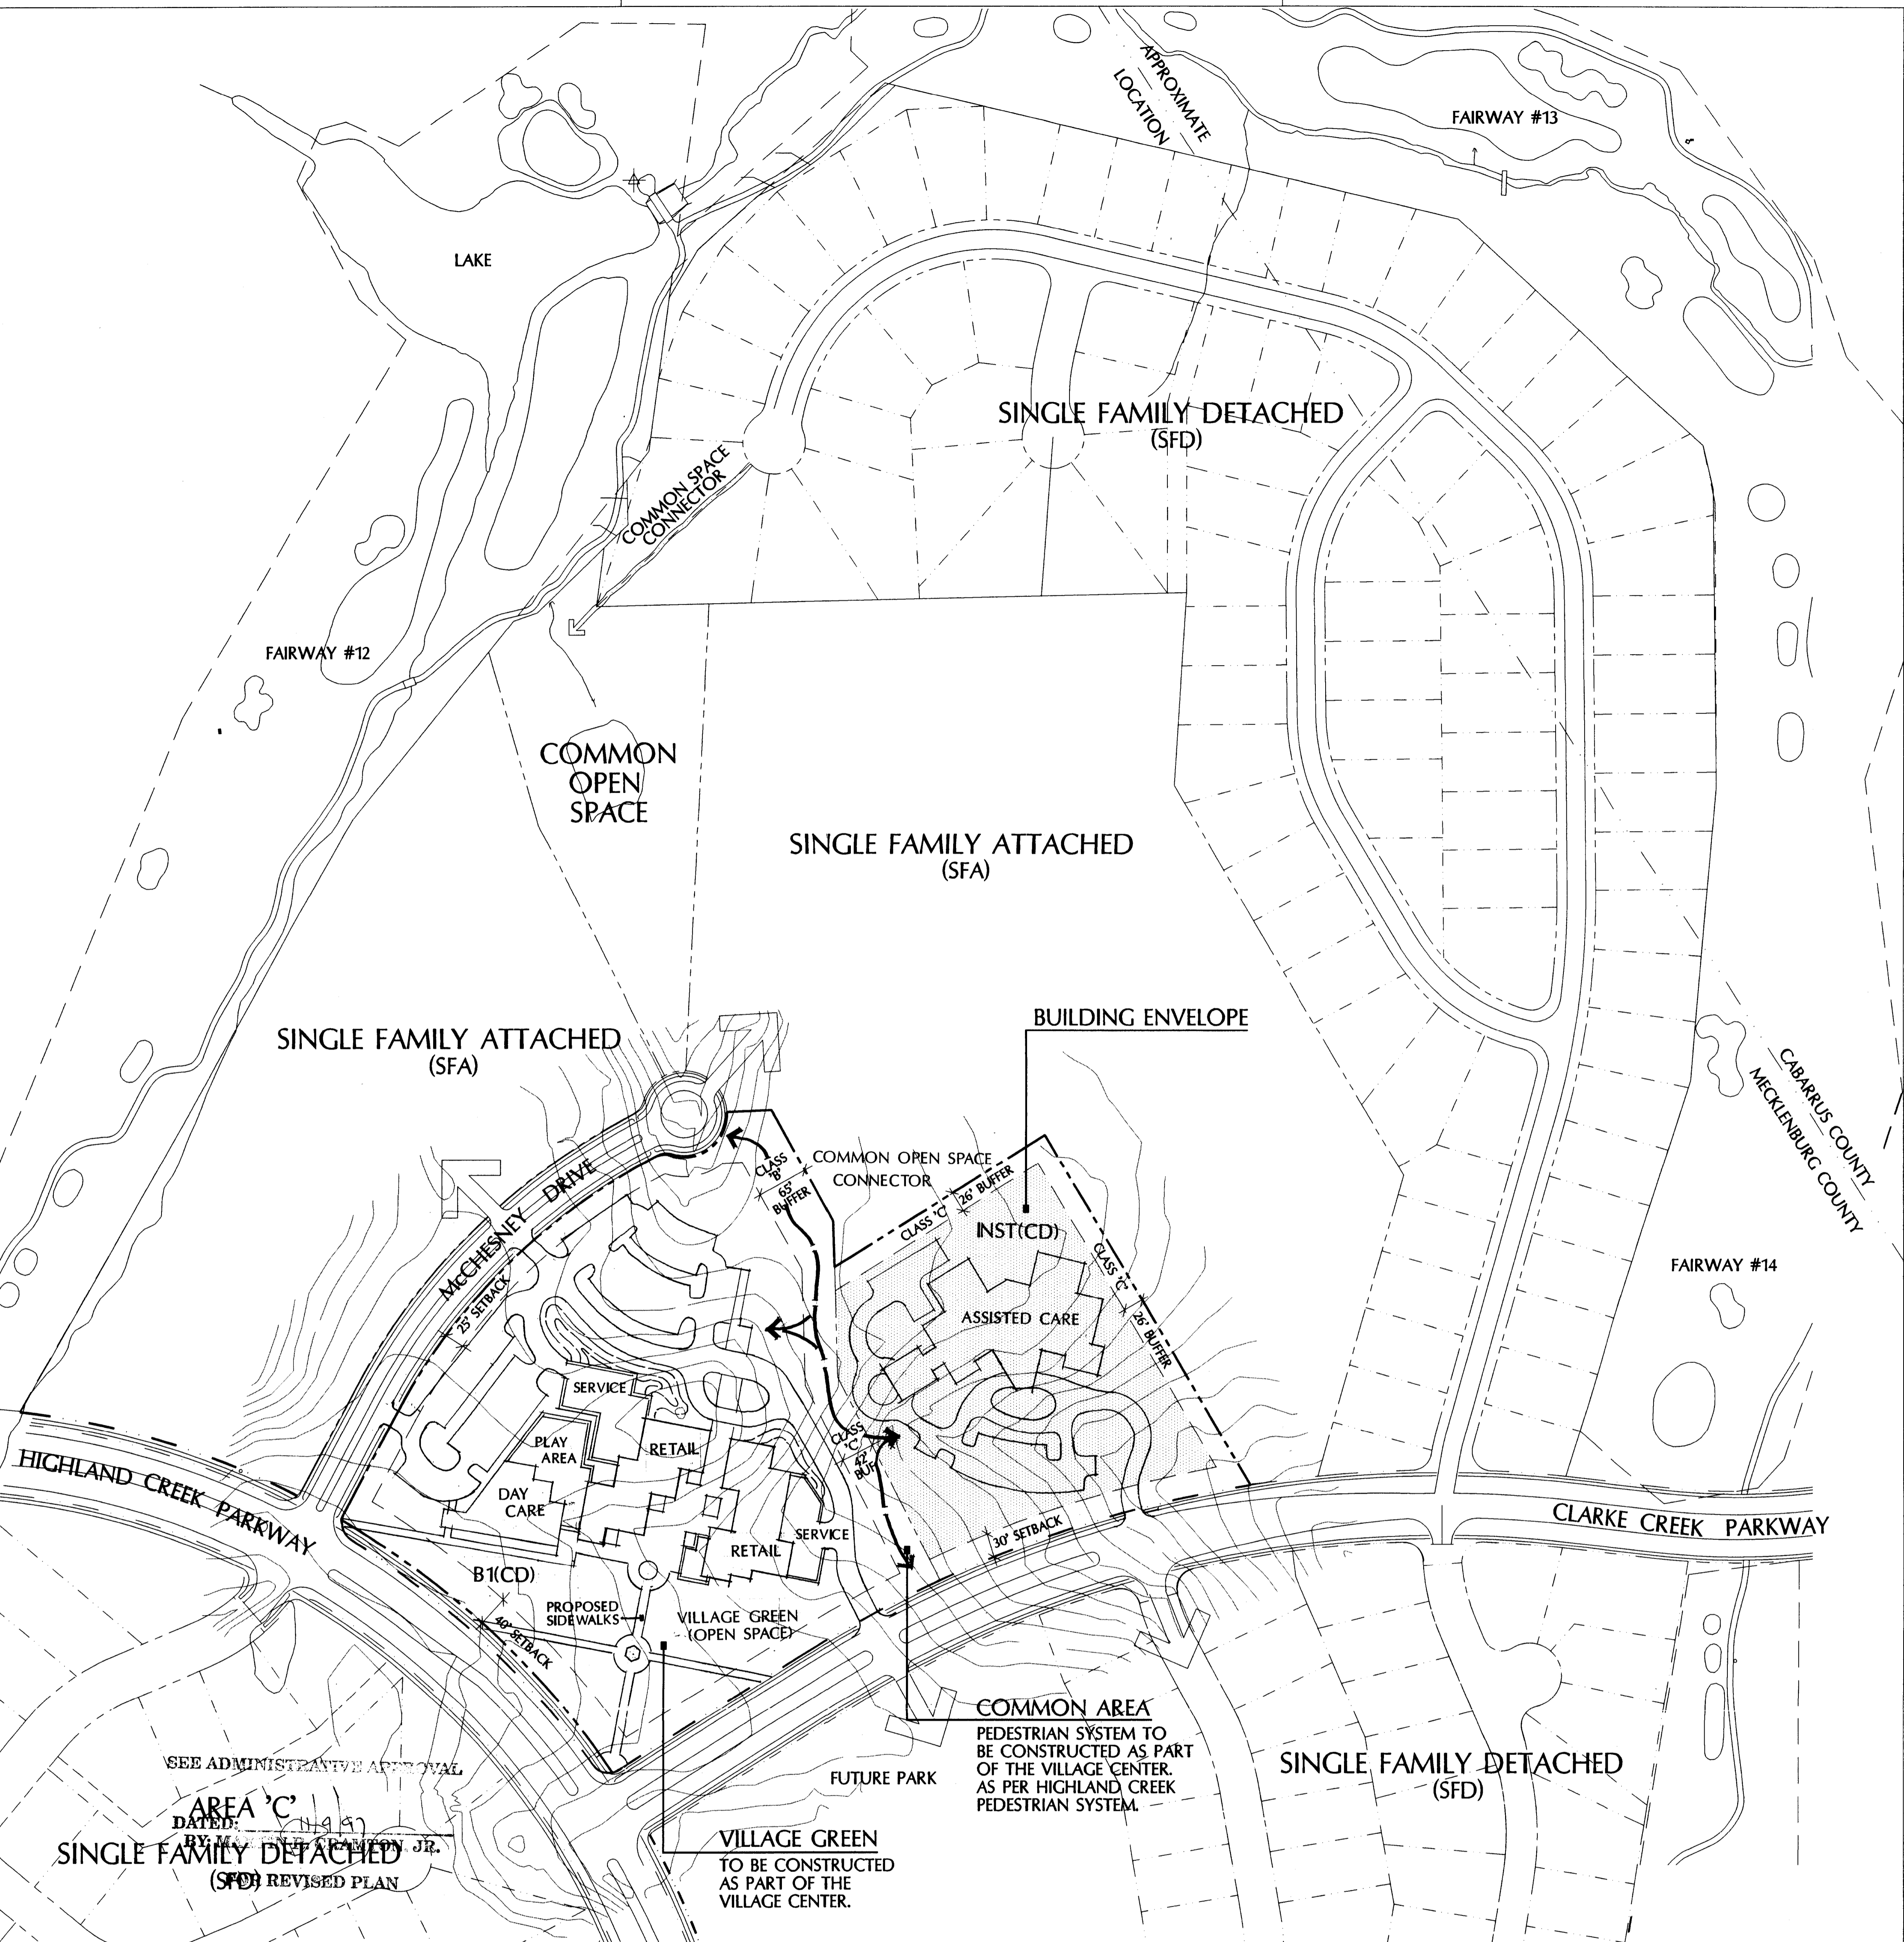 APPROXIMATE
LOCATION
FAIRWAY #13
LAKE
SINGLE FAMILY DETACHED
(SFD)
COMMON SPACE
CONNECTOR
FAIRWAY #12
COMMON
OPEN
SPACE
SINGLE FAMILY ATTACHED
(SFA)
BUILDING ENVELOPE
SINGLE FAMILY ATTACHED
(SFA)
CABARRUS COUNTY
MECKLENBURG COUNTY
McCHESNEY DRIVE
25' SETBACK
CLASS
'B'
65'
BUFFER
COMMON OPEN SPACE
CONNECTOR
CLASS 'C' 26' BUFFER
INST(CD)
CLASS 'C' 26' BUFFER
FAIRWAY #14
ASSISTED CARE
SERVICE
PLAY
AREA
RETAIL
CLASS
'C'
42'
BUF
DAY
CARE
SERVICE
RETAIL
30' SETBACK
HIGHLAND CREEK PARKWAY
CLARKE CREEK PARKWAY
B1(CD)
PROPOSED
SIDEWALKS
VILLAGE GREEN
(OPEN SPACE)
40' SETBACK
COMMON AREA
PEDESTRIAN SYSTEM TO
BE CONSTRUCTED AS PART
OF THE VILLAGE CENTER.
AS PER HIGHLAND CREEK
PEDESTRIAN SYSTEM.
FUTURE PARK
SINGLE FAMILY DETACHED
(SFD)
SEE ADMINISTRATIVE APPROVAL
AREA 'C'
DATED:
BY: MARTIN R. CRAMTON JR.
SINGLE FAMILY DETACHED
(SFD)
FOR REVISED PLAN
VILLAGE GREEN
TO BE CONSTRUCTED
AS PART OF THE
VILLAGE CENTER.